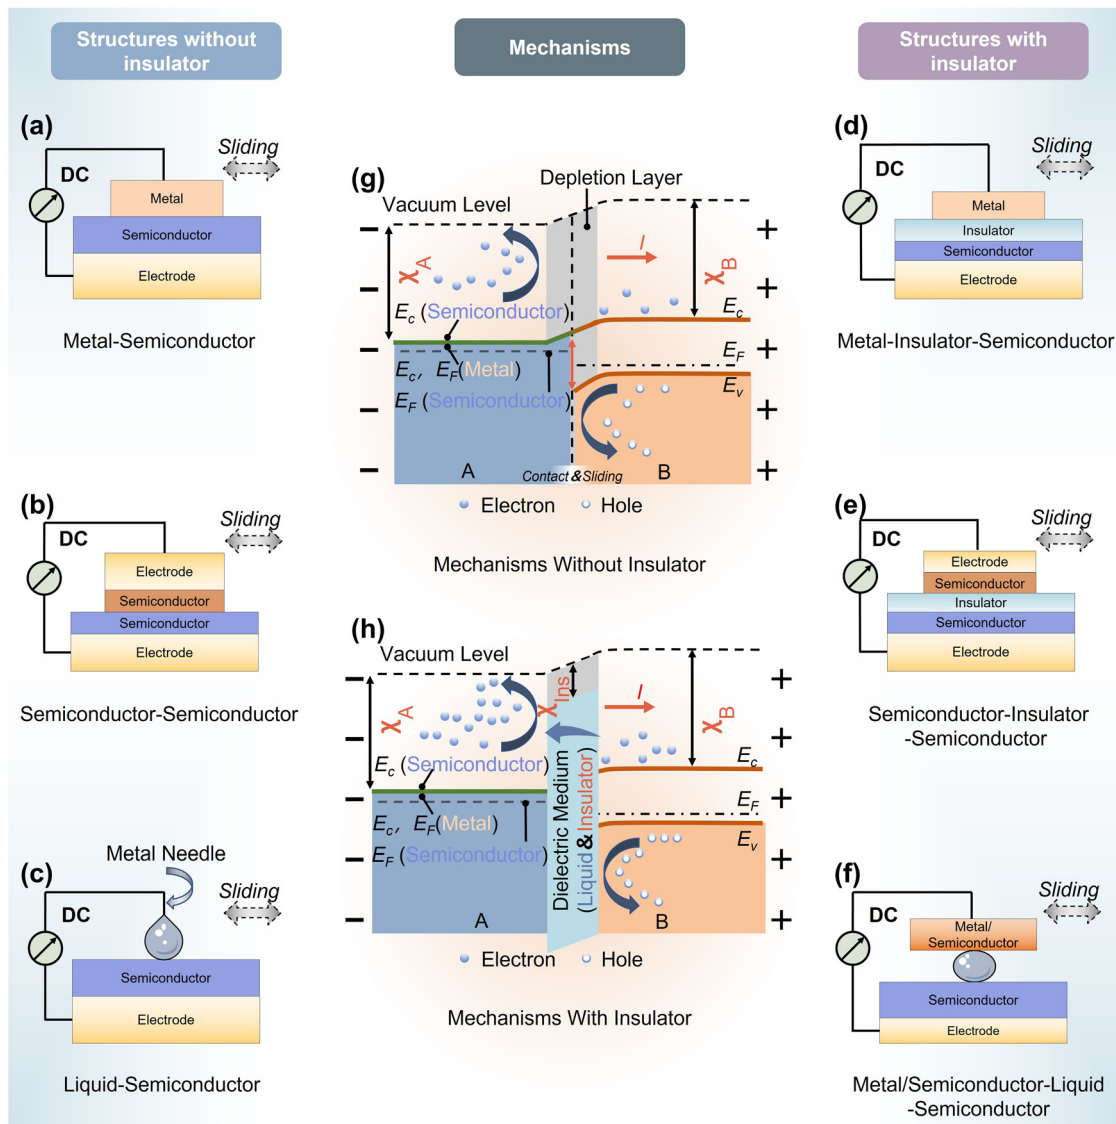 Structures without
insulator
Mechanisms
Structures with
insulator
(a)
Sliding
DC
Metal
Semiconductor
Electrode
Metal-Semiconductor
(b)
Sliding
DC
Electrode
Semiconductor
Semiconductor
Electrode
Semiconductor-Semiconductor
(c)
Metal Needle
Sliding
DC
Semiconductor
Electrode
Liquid-Semiconductor
(g)
Depletion Layer
Vacuum Level
− +
χA
I
χB
− +
Ec (Semiconductor)
Ec
− +
EF
Ec, EF(Metal)
Ev
EF (Semiconductor)
− +
A
B
Contact & Sliding
− +
Electron
Hole
Mechanisms Without Insulator
(h)
Vacuum Level
− +
χA
χIns
I
χB
− +
Ec (Semiconductor)
Ec
− +
EF
Ec, EF(Metal)
Ev
EF (Semiconductor)
Dielectric Medium
(Liquid & Insulator)
− +
A
B
− +
Electron
Hole
Mechanisms With Insulator
(d)
Sliding
DC
Metal
Insulator
Semiconductor
Electrode
Metal-Insulator-Semiconductor
(e)
Sliding
DC
Electrode
Semiconductor
Insulator
Semiconductor
Electrode
Semiconductor-Insulator
-Semiconductor
(f)
Sliding
DC
Metal/
Semiconductor
Semiconductor
Electrode
Metal/Semiconductor-Liquid
-Semiconductor